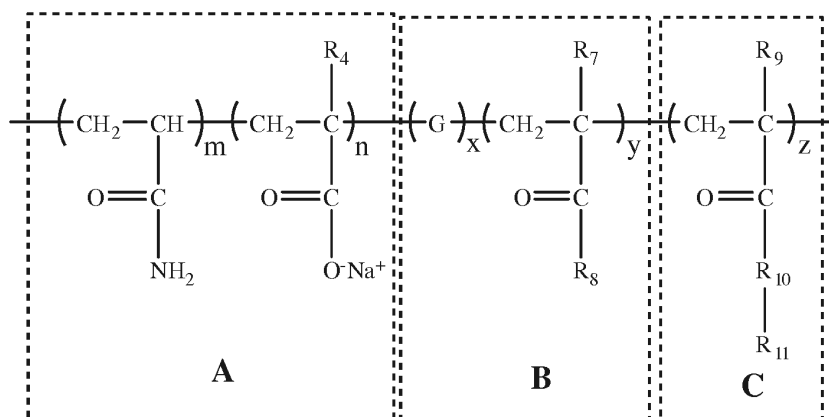 R4 R7 R9
( CH2 CH )m ( CH2 C )n ( G )x ( CH2 C )y ( CH2 C )z
O C O C O C O C
NH2 O-Na+ R8 R10
R11
A B C